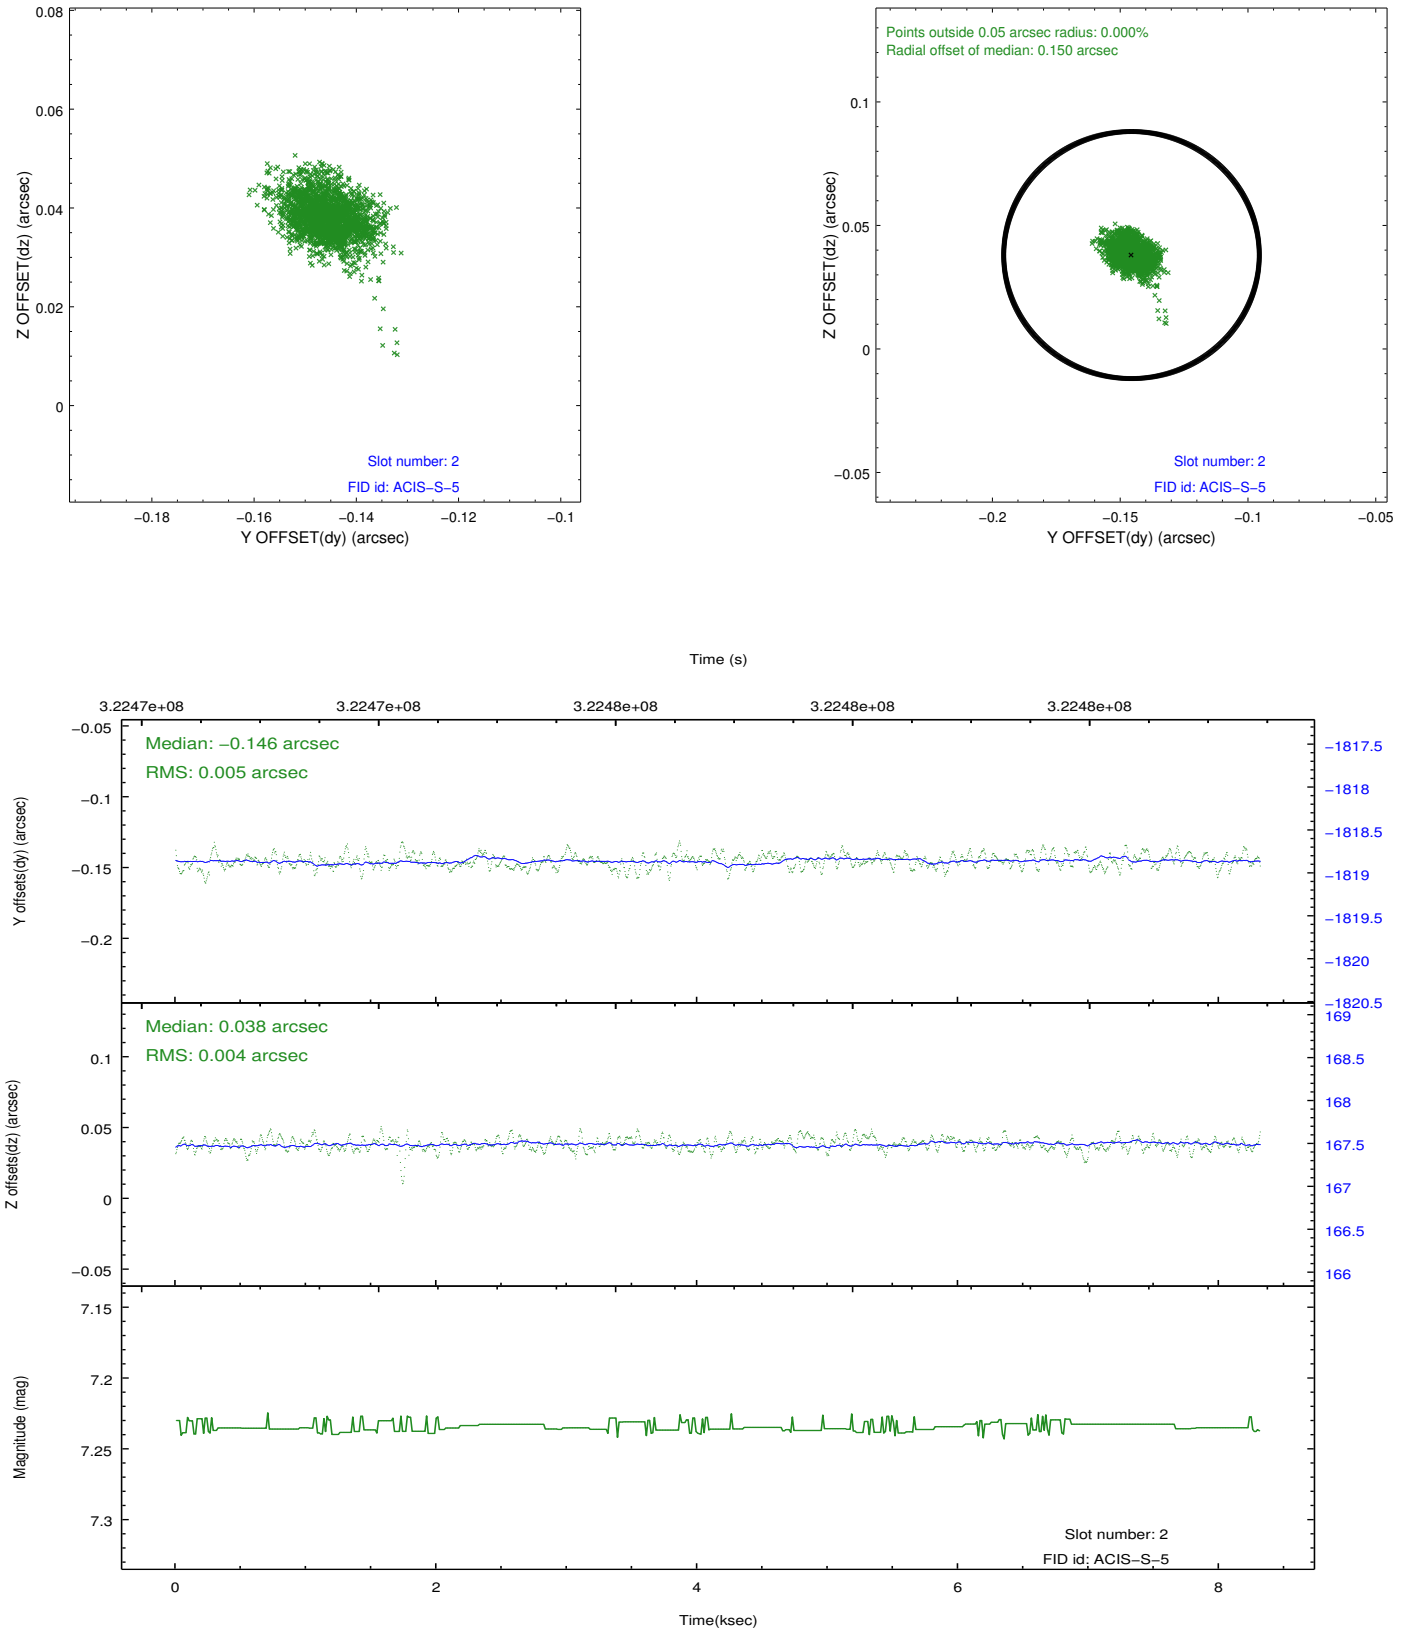 0.08
0.06
0.04
0.02
0
Z OFFSET(dz) (arcsec)
Slot number: 2
FID id: ACIS−S−5
−0.18
−0.16
−0.14
−0.12
−0.1
Y OFFSET(dy) (arcsec)
Points outside 0.05 arcsec radius: 0.000%
Radial offset of median: 0.150 arcsec
0.1
0.05
0
−0.05
Z OFFSET(dz) (arcsec)
Slot number: 2
FID id: ACIS−S−5
−0.2
−0.15
−0.1
−0.05
Y OFFSET(dy) (arcsec)
Time (s)
3.2247e+08
3.2247e+08
3.2248e+08
3.2248e+08
3.2248e+08
−0.05
−0.1
−0.15
−0.2
Y offsets(dy) (arcsec)
Median: −0.146 arcsec
RMS: 0.005 arcsec
−1817.5
−1818
−1818.5
−1819
−1819.5
−1820
−1820.5
0.1
0.05
0
−0.05
Z offsets(dz) (arcsec)
Median: 0.038 arcsec
RMS: 0.004 arcsec
169
168.5
168
167.5
167
166.5
166
7.15
7.2
7.25
7.3
Magnitude (mag)
Slot number: 2
FID id: ACIS−S−5
0
2
4
6
8
Time(ksec)